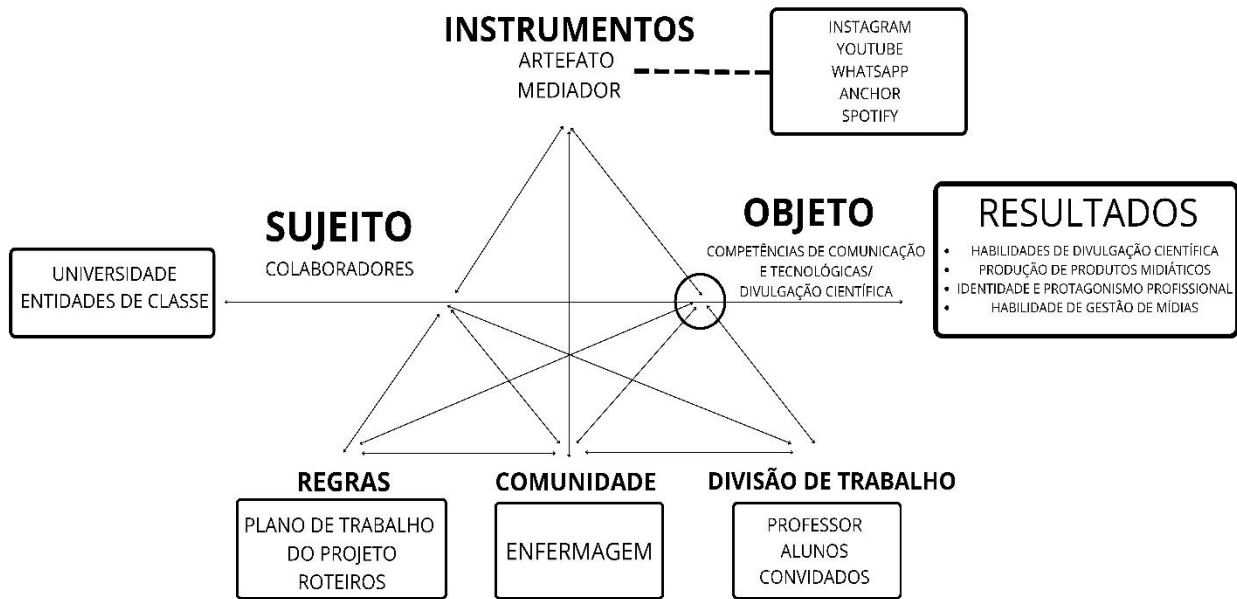 INSTRUMENTOS
ARTEFATO
MEDIADOR
INSTAGRAM
YOUTUBE
WHATSAPP
ANCHOR
SPOTIFY
SUJEITO
COLABORADORES
UNIVERSIDADE
ENTIDADES DE CLASSE
OBJETO
COMPETÊNCIAS DE COMUNICAÇÃO
E TECNOLÓGICAS/
DIVULGAÇÃO CIENTÍFICA
RESULTADOS
• HABILIDADES DE DIVULGAÇÃO CIENTÍFICA
• PRODUÇÃO DE PRODUTOS MIDIÁTICOS
• IDENTIDADE E PROTAGONISMO PROFISSIONAL
• HABILIDADE DE GESTÃO DE MÍDIAS
REGRAS
PLANO DE TRABALHO
DO PROJETO
ROTEIROS
COMUNIDADE
ENFERMAGEM
DIVISÃO DE TRABALHO
PROFESSOR
ALUNOS
CONVIDADOS